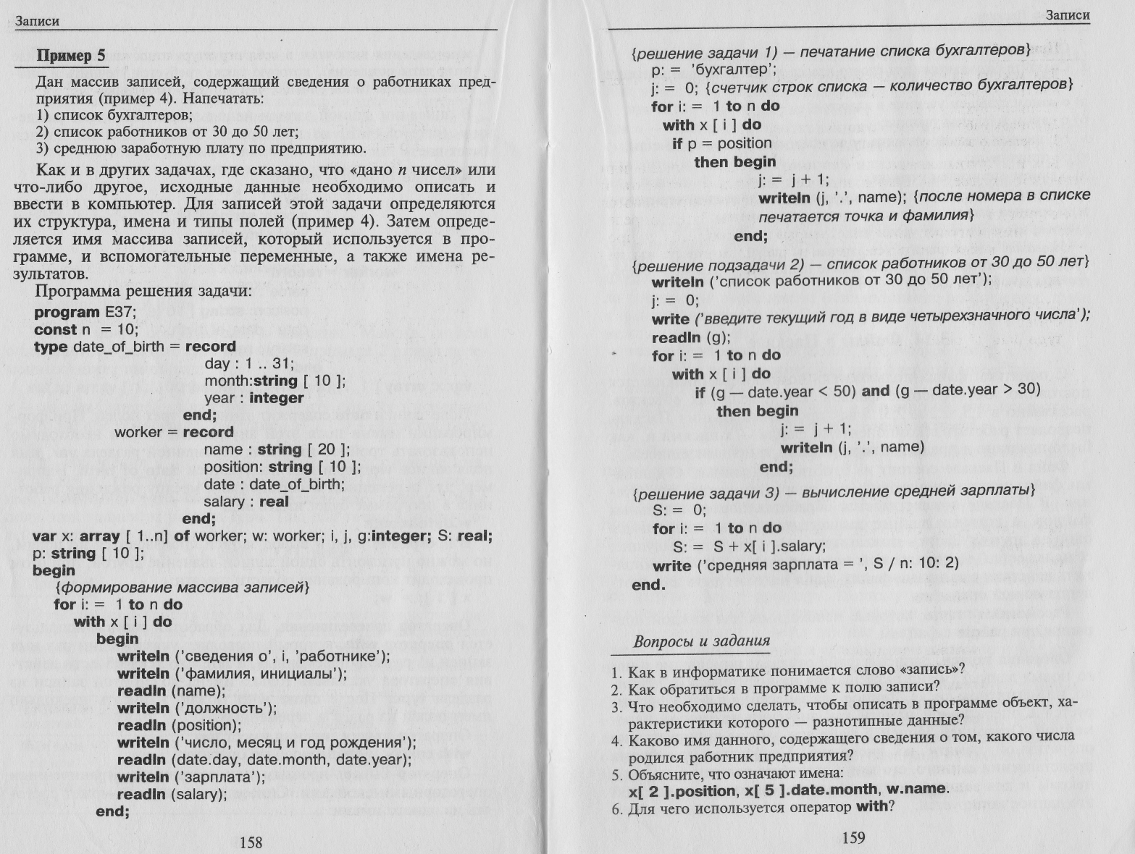 Записи
Пример 5
Дан массив записей, содержащий сведения о работниках пред-
приятия (пример 4). Напечатать:
1) список бухгалтеров;
2) список работников от 30 до 50 лет;
3) среднюю заработную плату по предприятию.
Как и в других задачах, где сказано, что «дано n чисел» или
что-либо другое, исходные данные необходимо описать и
ввести в компьютер. Для записей этой задачи определяются
их структура, имена и типы полей (пример 4). Затем опреде-
ляется имя массива записей, который используется в про-
грамме, и вспомогательные переменные, а также имена ре-
зультатов.
Программа решения задачи:
program E37;
const n = 10;
type date_of_birth = record
day : 1 .. 31;
month:string [ 10 ];
year : integer
end;
worker = record
name : string [ 20 ];
position: string [ 10 ];
date : date_of_birth;
salary : real
end;
var x: array [ 1..n] of worker; w: worker; i, j, g:integer; S: real;
p: string [ 10 ];
begin
{формирование массива записей}
for i: = 1 to n do
with x [ i ] do
begin
writeln ('сведения о', i, 'работнике');
writeln ('фамилия, инициалы');
readln (name);
writeln ('должность');
readln (position);
writeln ('число, месяц и год рождения');
readln (date.day, date.month, date.year);
writeln ('зарплата');
readln (salary);
end;
158
Записи
{решение задачи 1) — печатание списка бухгалтеров}
p: = 'бухгалтер';
j: = 0; {счетчик строк списка — количество бухгалтеров}
for i: = 1 to n do
with x [ i ] do
if p = position
then begin
j: = j + 1;
writeln (j, '.', name); {после номера в списке
печатается точка и фамилия}
end;
{решение подзадачи 2) — список работников от 30 до 50 лет}
writeln ('список работников от 30 до 50 лет');
j: = 0;
write ('введите текущий год в виде четырехзначного числа');
readln (g);
for i: = 1 to n do
with x [ i ] do
if (g — date.year < 50) and (g — date.year > 30)
then begin
j: = j + 1;
writeln (j, '.', name)
end;
{решение задачи 3) — вычисление средней зарплаты}
S: = 0;
for i: = 1 to n do
S: = S + x[ i ].salary;
write ('средняя зарплата = ', S / n: 10: 2)
end.
Вопросы и задания
1. Как в информатике понимается слово «запись»?
2. Как обратиться в программе к полю записи?
3. Что необходимо сделать, чтобы описать в программе объект, ха-
рактеристики которого — разнотипные данные?
4. Каково имя данного, содержащего сведения о том, какого числа
родился работник предприятия?
5. Объясните, что означают имена:
x[ 2 ].position, x[ 5 ].date.month, w.name.
6. Для чего используется оператор with?
159